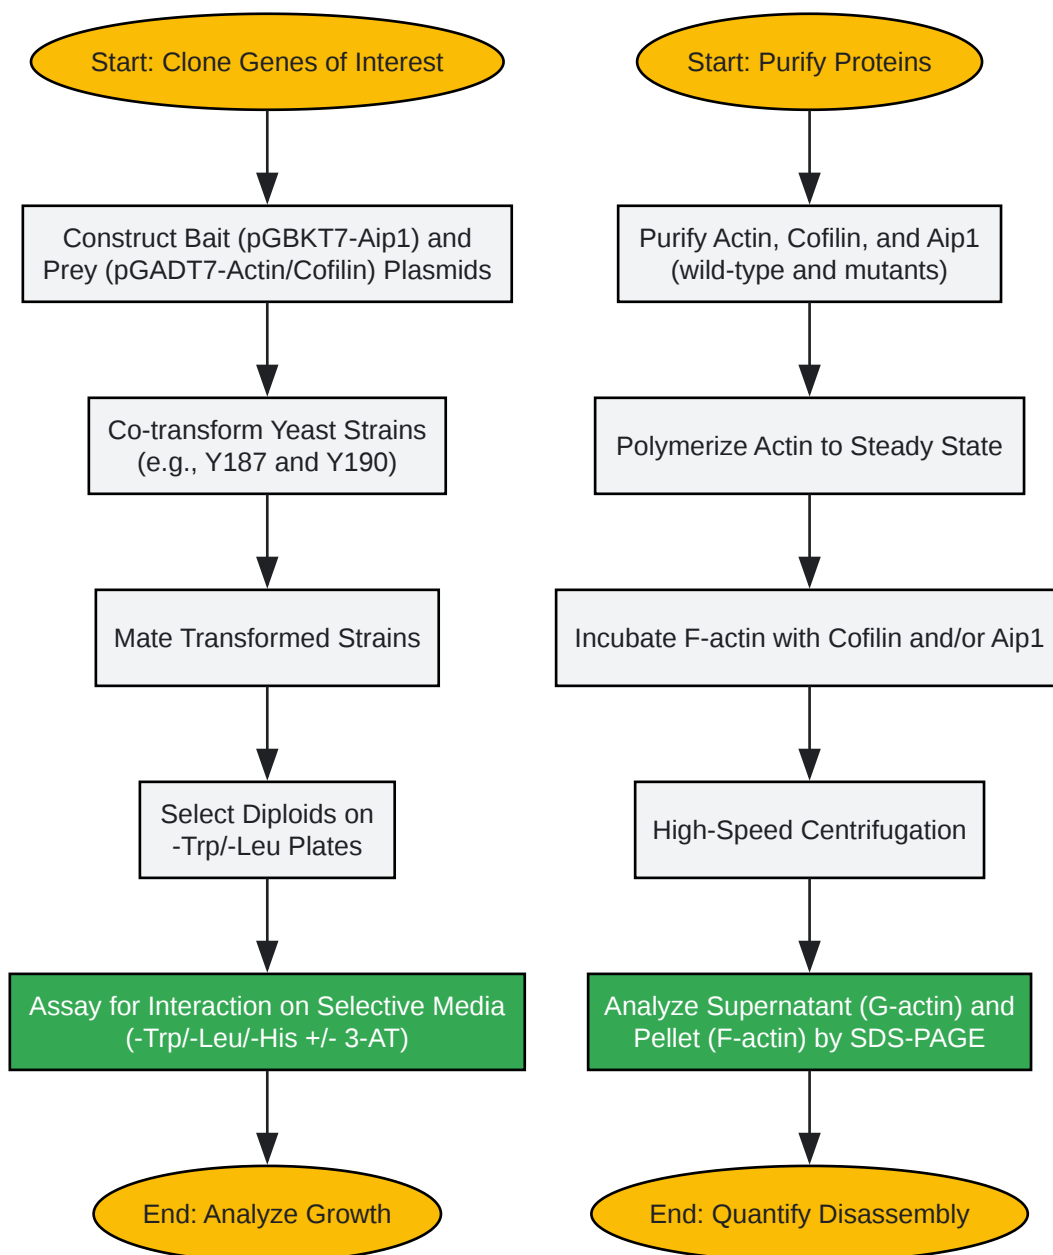 Start: Clone Genes of Interest
Construct Bait (pGBKT7-Aip1) and
Prey (pGADT7-Actin/Cofilin) Plasmids
Co-transform Yeast Strains
(e.g., Y187 and Y190)
Mate Transformed Strains
Select Diploids on
-Trp/-Leu Plates
Assay for Interaction on Selective Media
(-Trp/-Leu/-His +/- 3-AT)
End: Analyze Growth
Start: Purify Proteins
Purify Actin, Cofilin, and Aip1
(wild-type and mutants)
Polymerize Actin to Steady State
Incubate F-actin with Cofilin and/or Aip1
High-Speed Centrifugation
Analyze Supernatant (G-actin) and
Pellet (F-actin) by SDS-PAGE
End: Quantify Disassembly